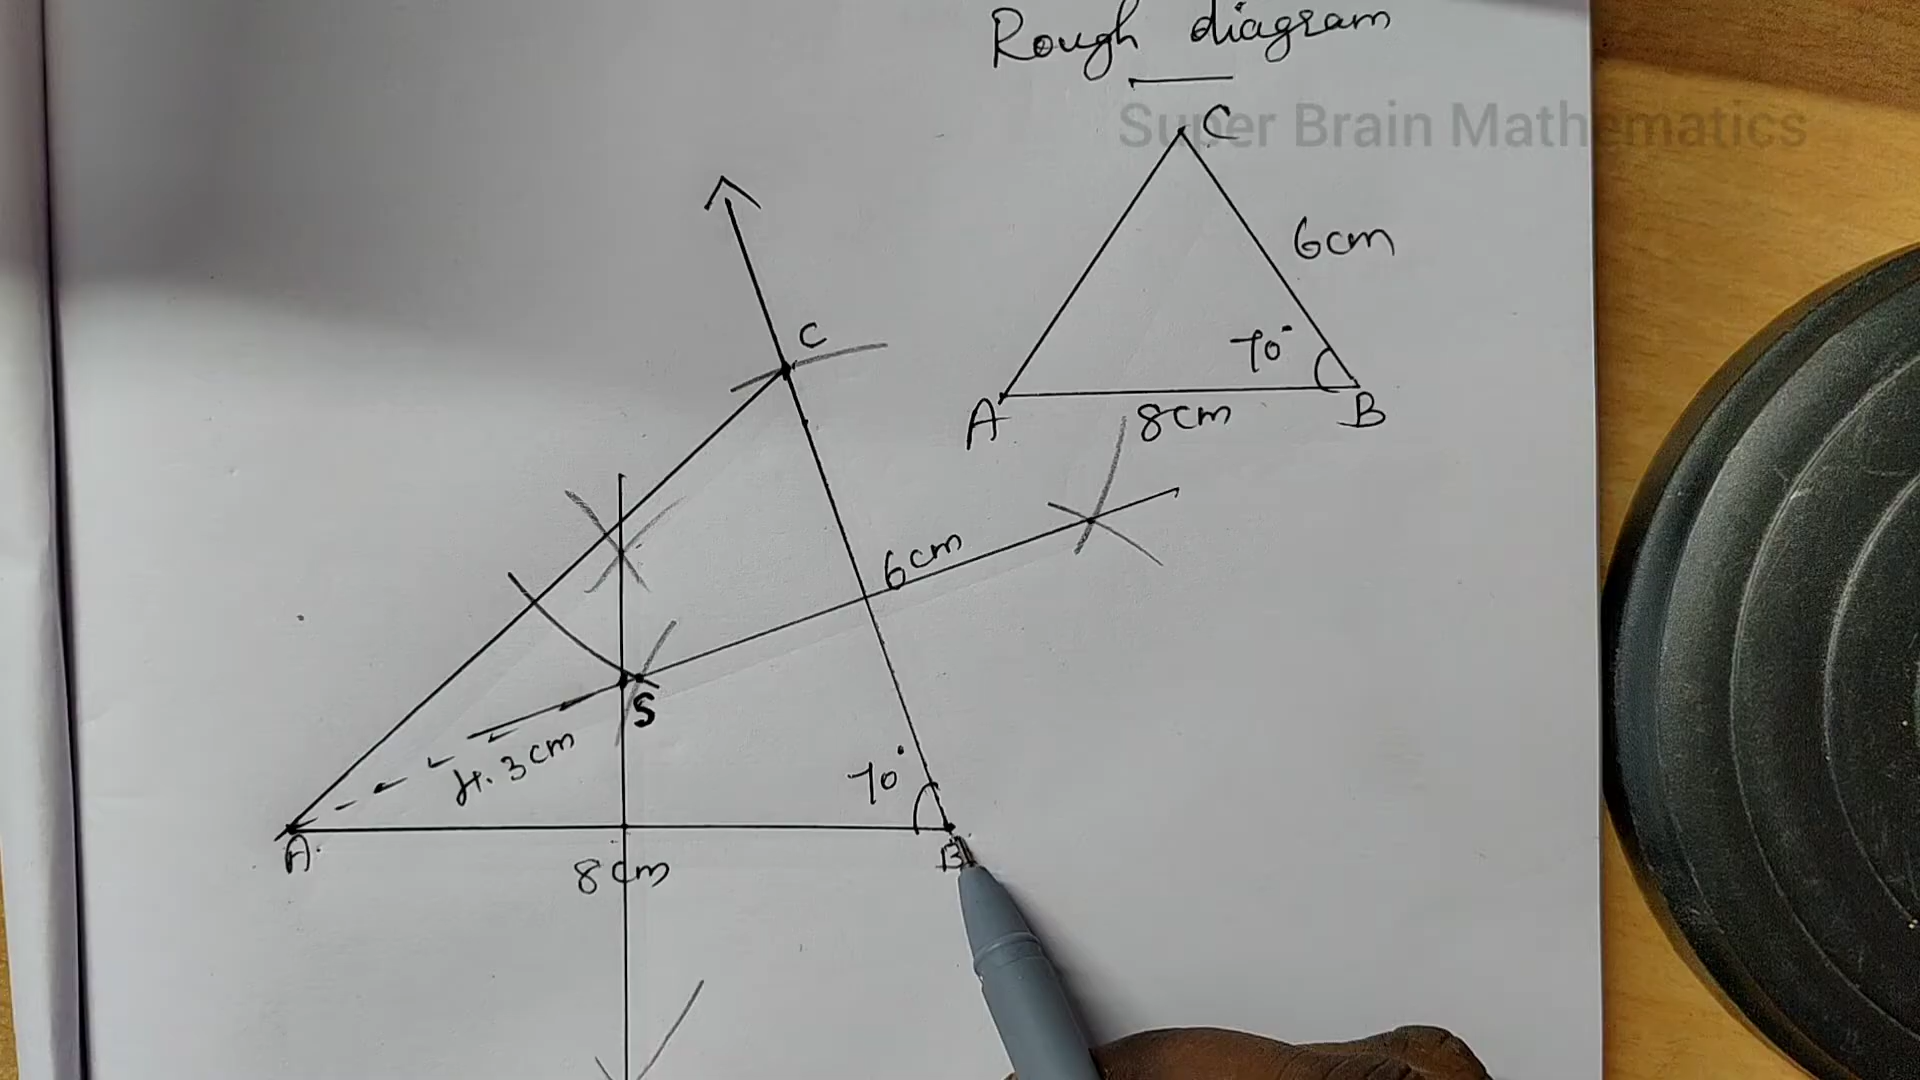 Rough diagram
Super Brain Mathematics
C
6cm
70°
A
8cm
B
C
6cm
S
4.3cm
70°
A
8cm
B